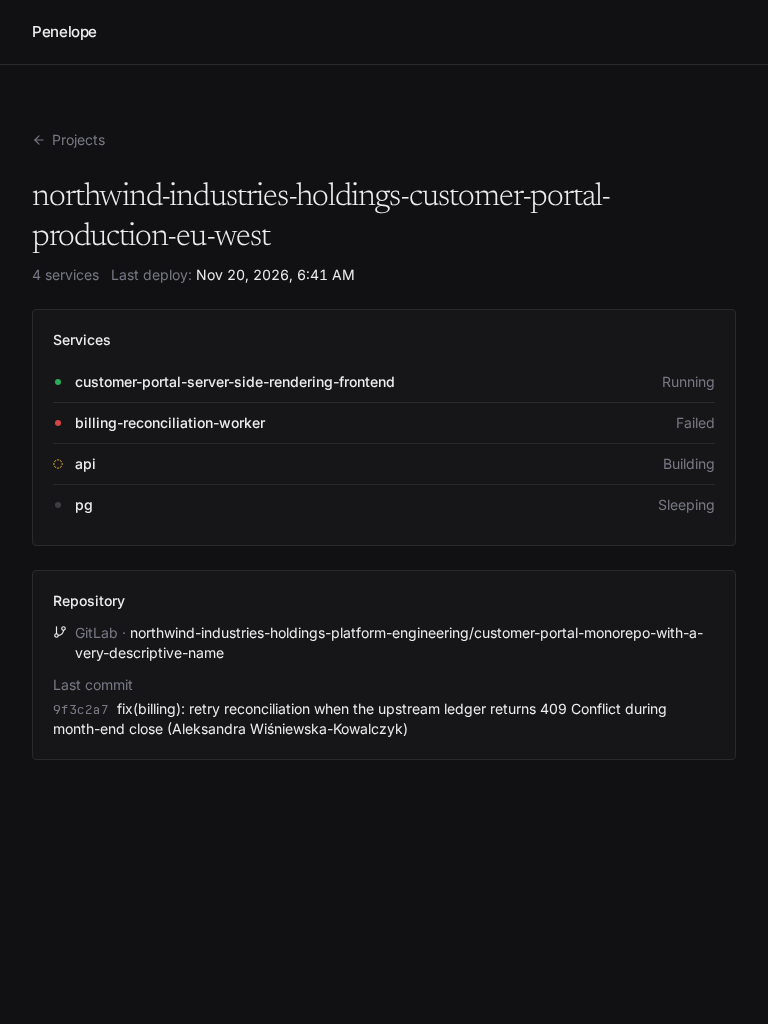 Penelope
← Projects
northwind-industries-holdings-customer-portal-
production-eu-west
4 services Last deploy: Nov 20, 2026, 6:41 AM
Services
customer-portal-server-side-rendering-frontend Running
billing-reconciliation-worker Failed
api Building
pg Sleeping
Repository
GitLab · northwind-industries-holdings-platform-engineering/customer-portal-monorepo-with-a-
very-descriptive-name
Last commit
9f3c2a7 fix(billing): retry reconciliation when the upstream ledger returns 409 Conflict during
month-end close (Aleksandra Wiśniewska-Kowalczyk)